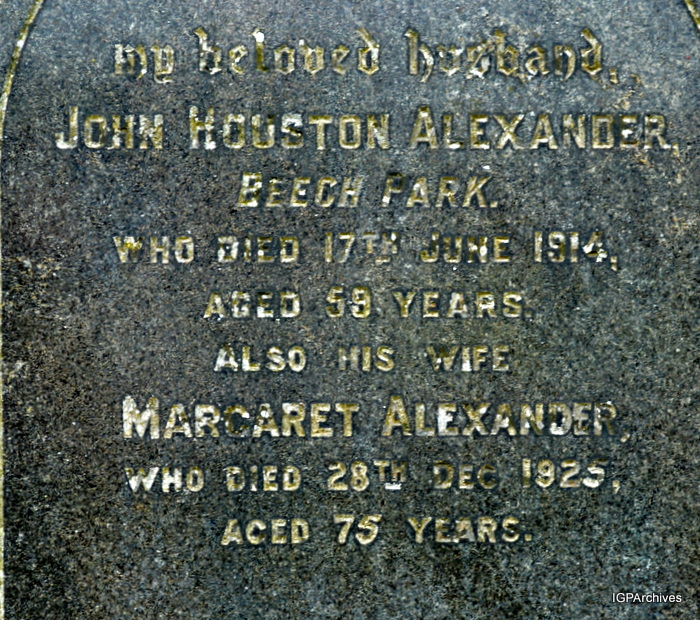 my beloved husband,
JOHN HOUSTON ALEXANDER,
BEECH PARK.
WHO DIED 17TH JUNE 1914,
AGED 59 YEARS.
ALSO HIS WIFE
MARGARET ALEXANDER,
WHO DIED 28TH DEC 1925,
AGED 75 YEARS.
IGPArchives